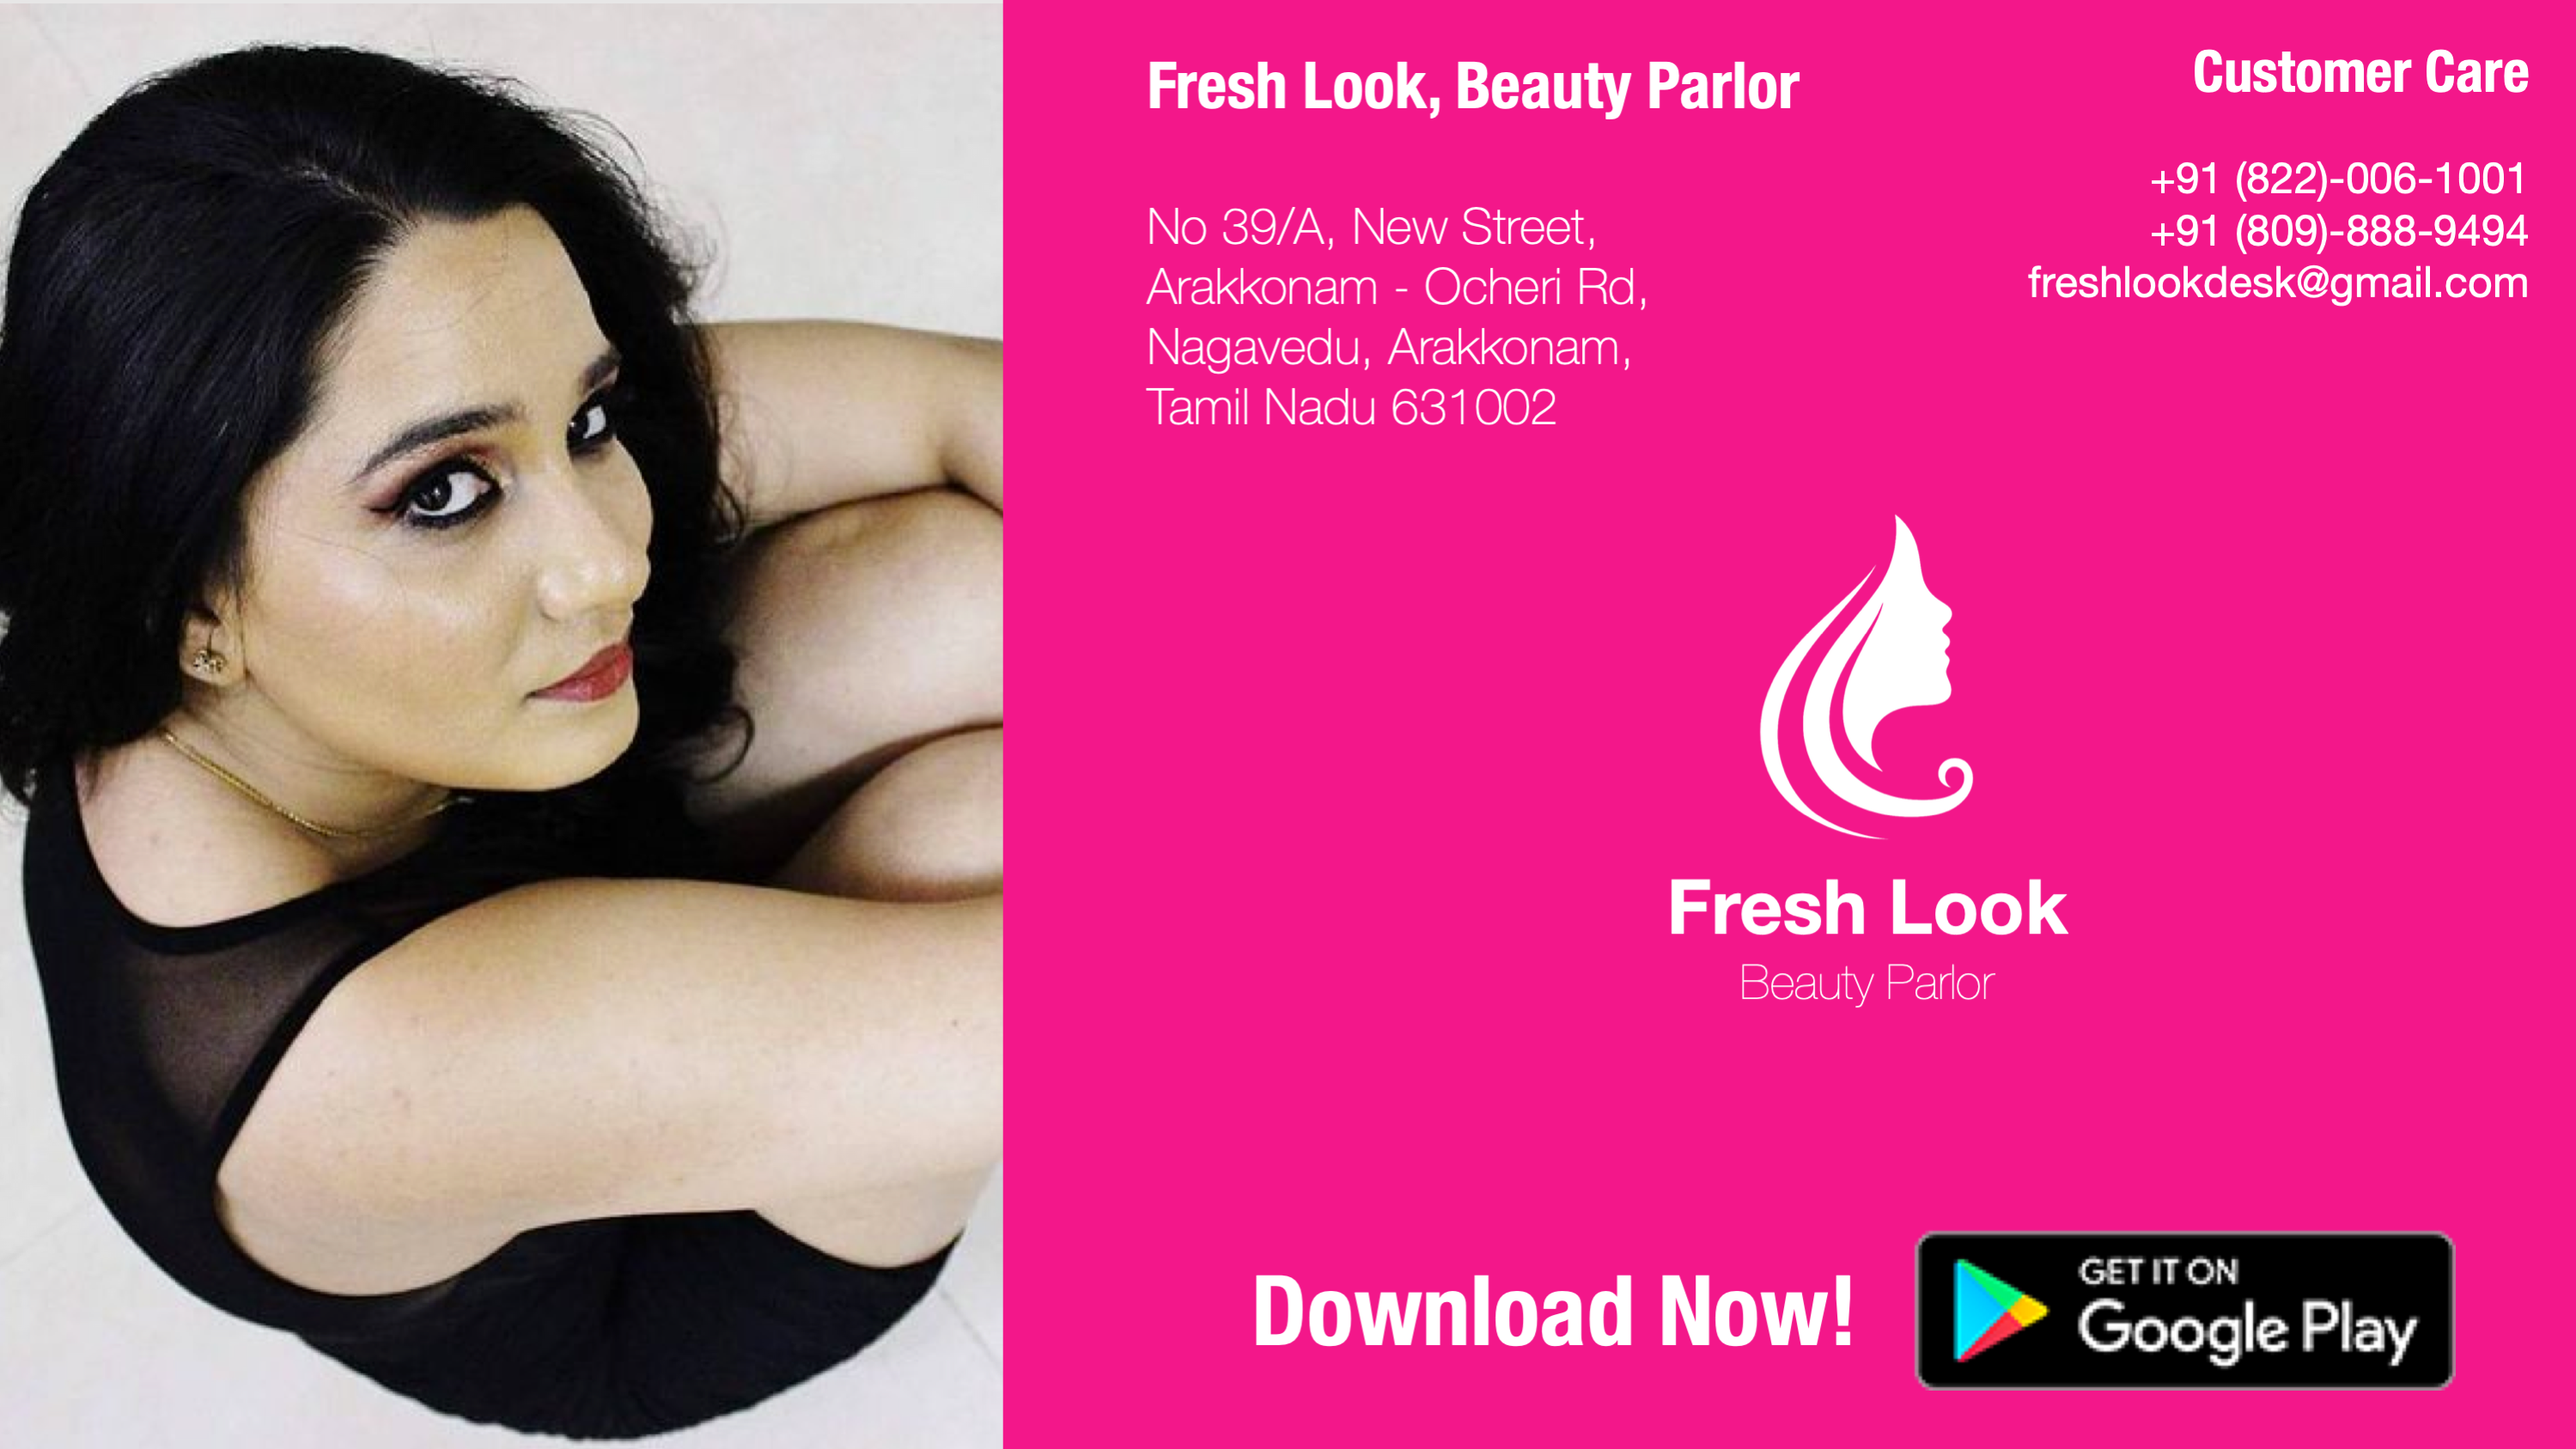 Fresh Look, Beauty Parlor
No 39/A, New Street,
Arakkonam - Ocheri Rd,
Nagavedu, Arakkonam,
Tamil Nadu 631002
Customer Care
+91 (822)-006-1001
+91 (809)-888-9494
freshlookdesk@gmail.com
Fresh Look
Beauty Parlor
Download Now!
GET IT ON
Google Play